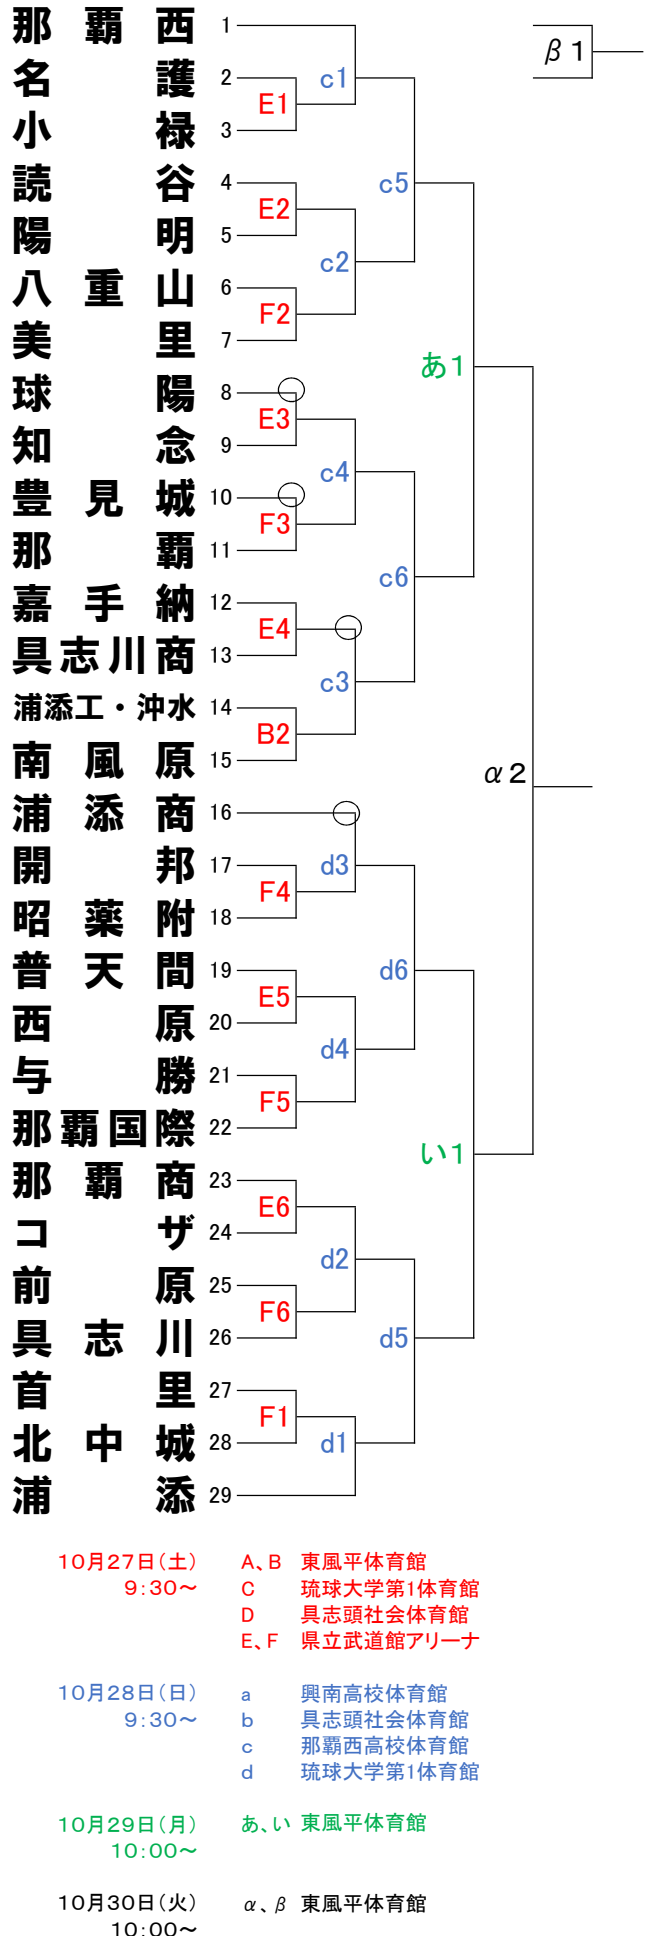 那覇西 1
β1
c1
名護 2
E1
小禄 3
読谷 4
c5
E2
陽明 5
c2
八重山 6
F2
美里 7
あ1
球陽 8
E3
知念 9
c4
豊見城 10
F3
那覇 11
c6
嘉手納 12
E4
具志川商 13
c3
浦添工・沖水 14
B2
南風原 15
α2
浦添商 16
開邦 17
d3
F4
昭薬附 18
普天間 19
d6
E5
西原 20
d4
与勝 21
F5
那覇国際 22
い1
那覇商 23
E6
コザ 24
d2
前原 25
F6
具志川 26
d5
首里 27
F1
北中城 28
d1
浦添 29
10月27日(土) A、B 東風平体育館
9:30~ C 琉球大学第1体育館
D 具志頭社会体育館
E、F 県立武道館アリーナ
10月28日(日) a 興南高校体育館
9:30~ b 具志頭社会体育館
c 那覇西高校体育館
d 琉球大学第1体育館
10月29日(月) あ、い 東風平体育館
10:00~
10月30日(火) α、β 東風平体育館
10:00~